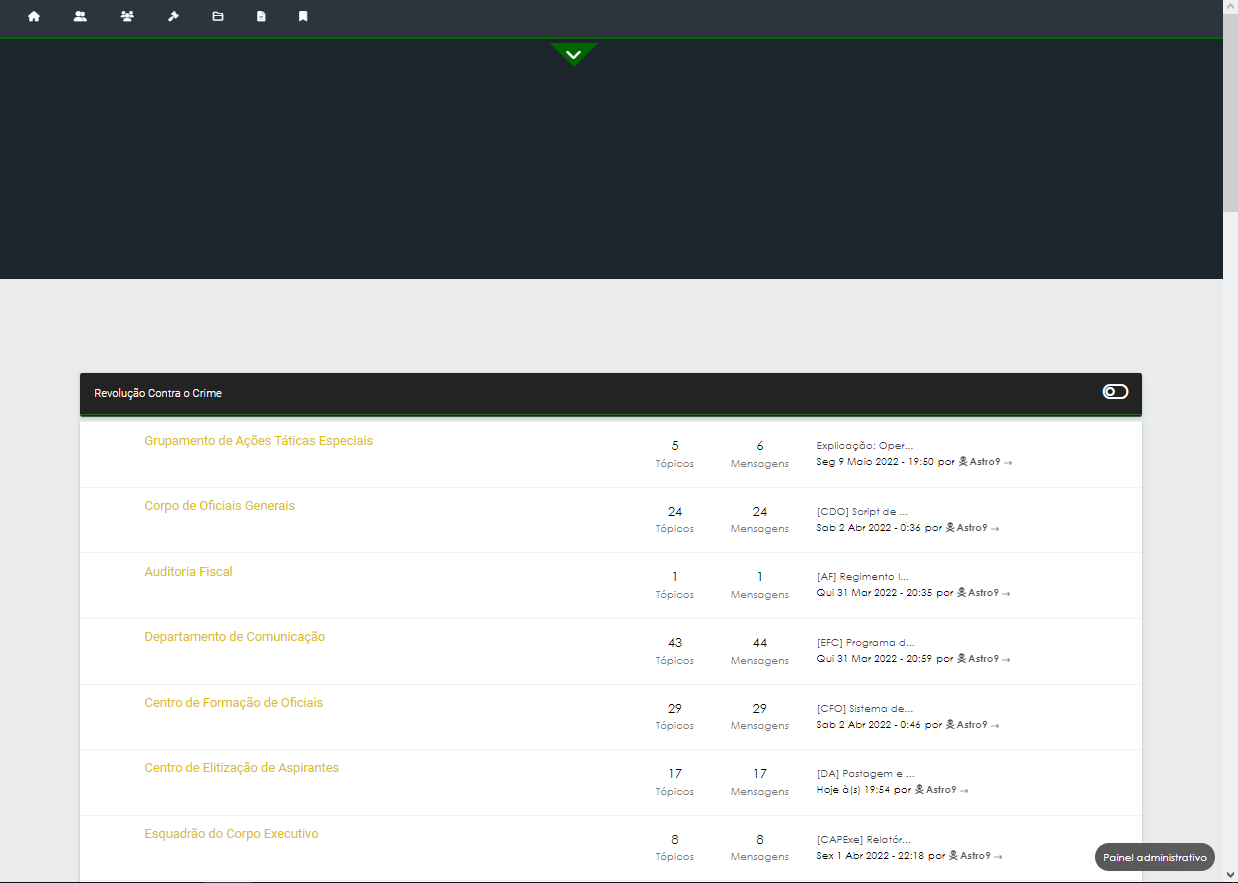 Revolução Contra o Crime
Grupamento de Ações Táticas Especiais
5
6
Explicação: Oper...
Tópicos
Mensagens
Seg 9 Maio 2022 - 19:50 por Astro9 →
Corpo de Oficiais Generais
24
24
[CDO] Script de ...
Tópicos
Mensagens
Sab 2 Abr 2022 - 0:36 por Astro9 →
Auditoria Fiscal
1
1
[AF] Regimento I...
Tópicos
Mensagens
Qui 31 Mar 2022 - 20:35 por Astro9 →
Departamento de Comunicação
43
44
[EFC] Programa d...
Tópicos
Mensagens
Qui 31 Mar 2022 - 20:59 por Astro9 →
Centro de Formação de Oficiais
29
29
[CFO] Sistema de...
Tópicos
Mensagens
Sab 2 Abr 2022 - 0:46 por Astro9 →
Centro de Elitização de Aspirantes
17
17
[DA] Postagem e ...
Tópicos
Mensagens
Hoje à(s) 19:54 por Astro9 →
Esquadrão do Corpo Executivo
8
8
[CAPExe] Relatór...
Tópicos
Mensagens
Sex 1 Abr 2022 - 22:18 por Astro9 →
Painel administrativo